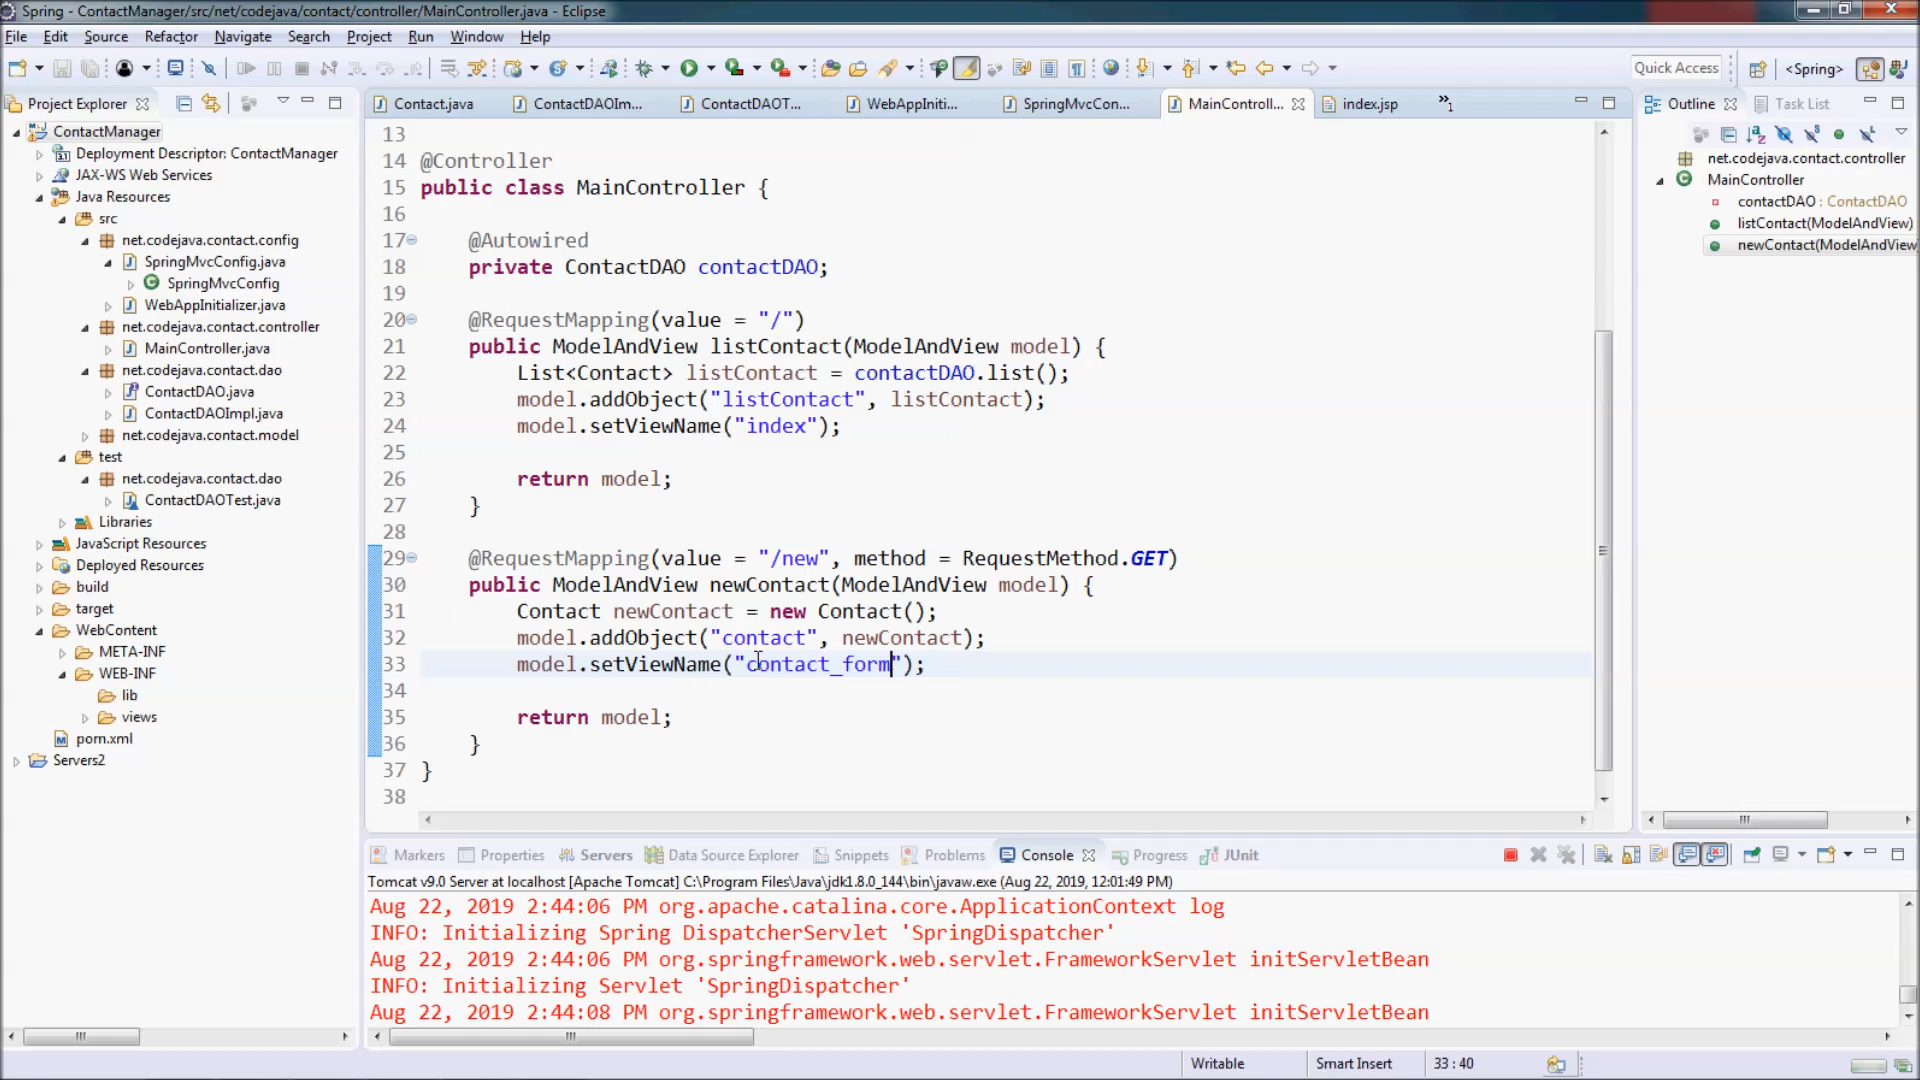 Spring - ContactManager/src/net/codejava/contact/controller/MainController.java - Eclipse
File Edit Source Refactor Navigate Search Project Run Window Help
Quick Access <Spring>
Project Explorer
ContactManager
Deployment Descriptor: ContactManager
JAX-WS Web Services
Java Resources
src
net.codejava.contact.config
SpringMvcConfig.java
SpringMvcConfig
WebAppInitializer.java
net.codejava.contact.controller
MainController.java
net.codejava.contact.dao
ContactDAO.java
ContactDAOImpl.java
net.codejava.contact.model
test
net.codejava.contact.dao
ContactDAOTest.java
Libraries
JavaScript Resources
Deployed Resources
build
target
WebContent
META-INF
WEB-INF
lib
views
pom.xml
Servers2
Contact.java ContactDAOIm... ContactDAOT... WebAppIniti... SpringMvcCon... MainControll... index.jsp »1
13
14 @Controller
15 public class MainController {
16
17 @Autowired
18 private ContactDAO contactDAO;
19
20 @RequestMapping(value = "/")
21 public ModelAndView listContact(ModelAndView model) {
22 List<Contact> listContact = contactDAO.list();
23 model.addObject("listContact", listContact);
24 model.setViewName("index");
25
26 return model;
27 }
28
29 @RequestMapping(value = "/new", method = RequestMethod.GET)
30 public ModelAndView newContact(ModelAndView model) {
31 Contact newContact = new Contact();
32 model.addObject("contact", newContact);
33 model.setViewName("contact_form");
34
35 return model;
36 }
37 }
38
Outline Task List
net.codejava.contact.controller
MainController
contactDAO : ContactDAO
listContact(ModelAndView)
newContact(ModelAndView
Markers Properties Servers Data Source Explorer Snippets Problems Console Progress JUnit
Tomcat v9.0 Server at localhost [Apache Tomcat] C:\Program Files\Java\jdk1.8.0_144\bin\javaw.exe (Aug 22, 2019, 12:01:49 PM)
Aug 22, 2019 2:44:06 PM org.apache.catalina.core.ApplicationContext log
INFO: Initializing Spring DispatcherServlet 'SpringDispatcher'
Aug 22, 2019 2:44:06 PM org.springframework.web.servlet.FrameworkServlet initServletBean
INFO: Initializing Servlet 'SpringDispatcher'
Aug 22, 2019 2:44:08 PM org.springframework.web.servlet.FrameworkServlet initServletBean
Writable Smart Insert 33 : 40